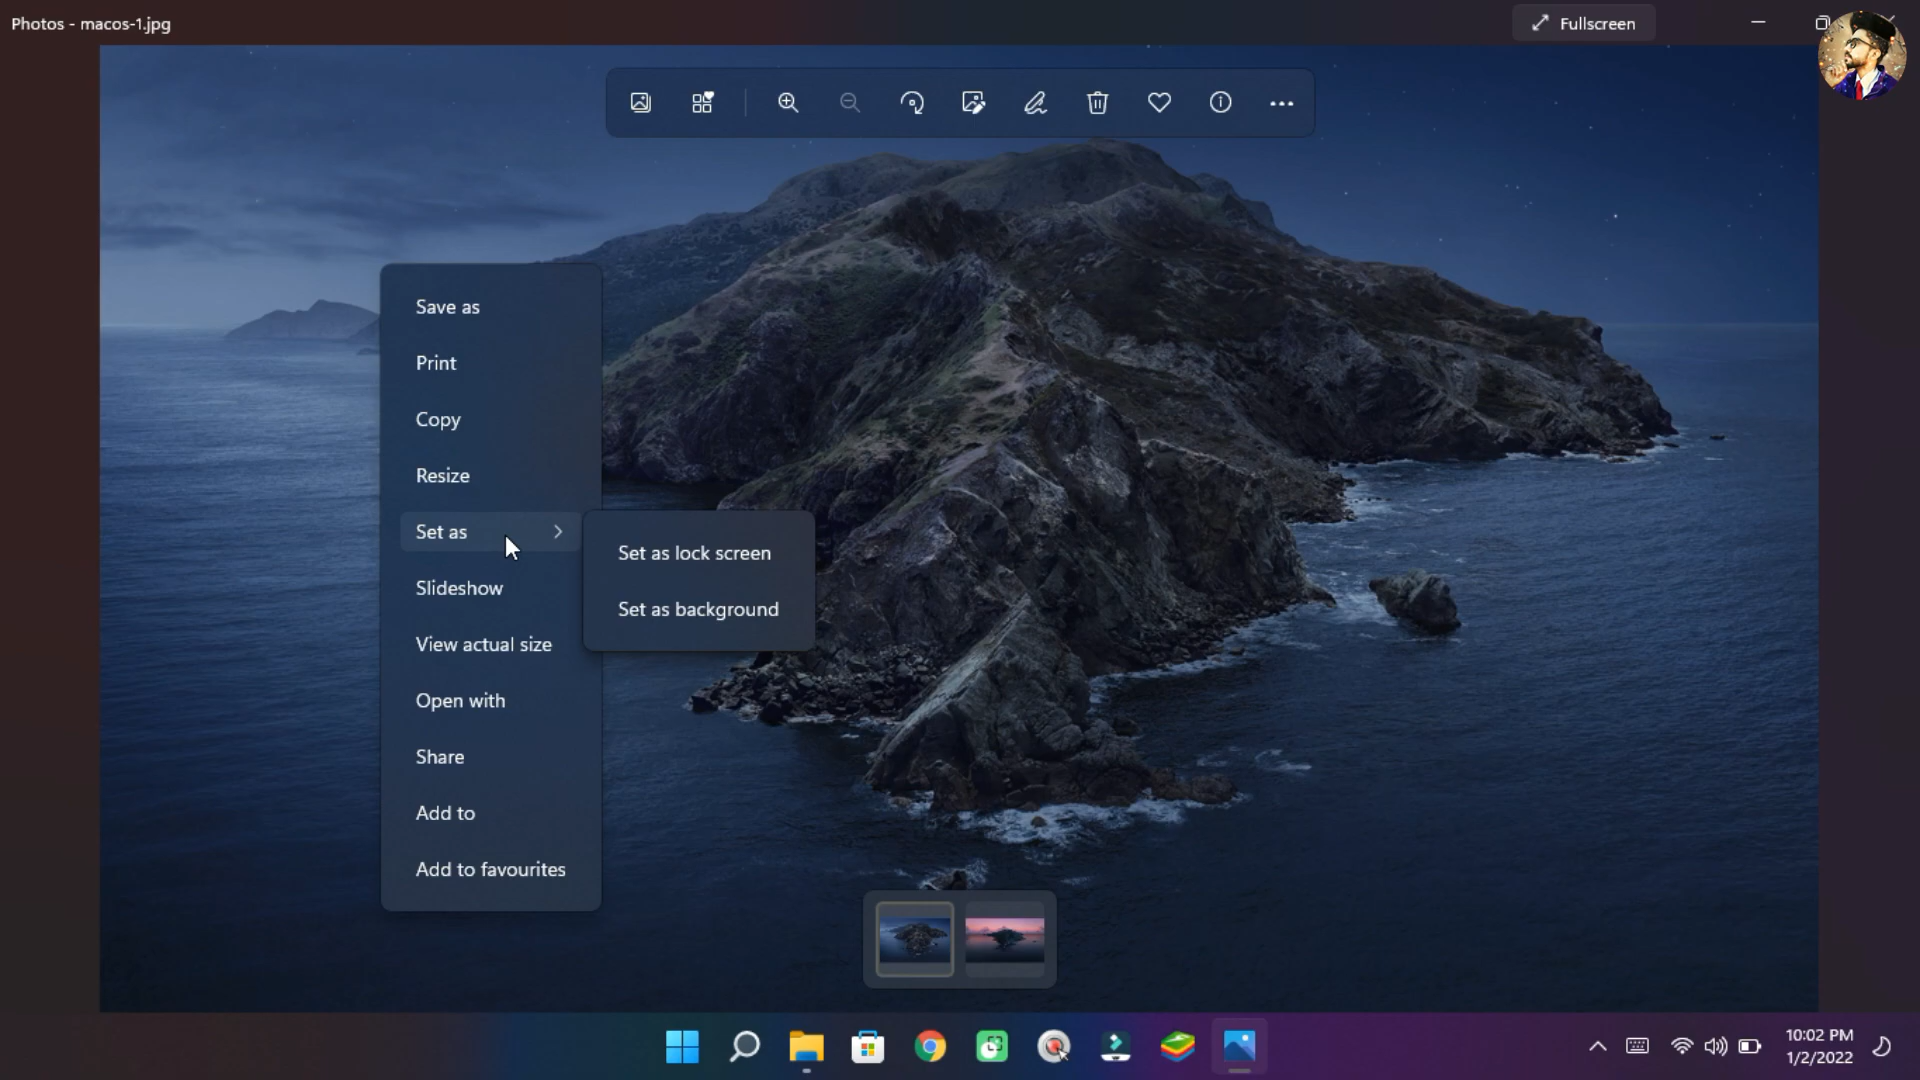 Photos - macos-1.jpg
Fullscreen
Save as
Print
Copy
Resize
Set as
Set as lock screen
Set as background
Slideshow
View actual size
Open with
Share
Add to
Add to favourites
10:02 PM
1/2/2022